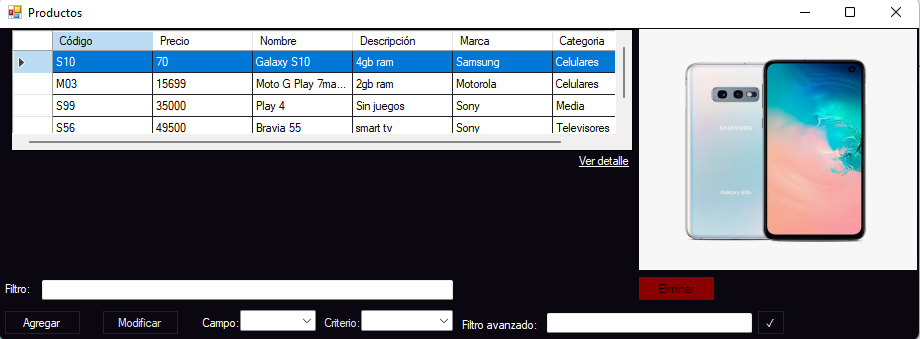 Productos
Código Precio Nombre Descripción Marca Categoria
S10 70 Galaxy S10 4gb ram Samsung Celulares
M03 15699 Moto G Play 7ma... 2gb ram Motorola Celulares
S99 35000 Play 4 Sin juegos Sony Media
S56 49500 Bravia 55 smart tv Sony Televisores
Ver detalle
SAMSUNG
Galaxy S10e
Filtro:
Eliminar
Agregar Modificar Campo: Criterio: Filtro avanzado: ✓